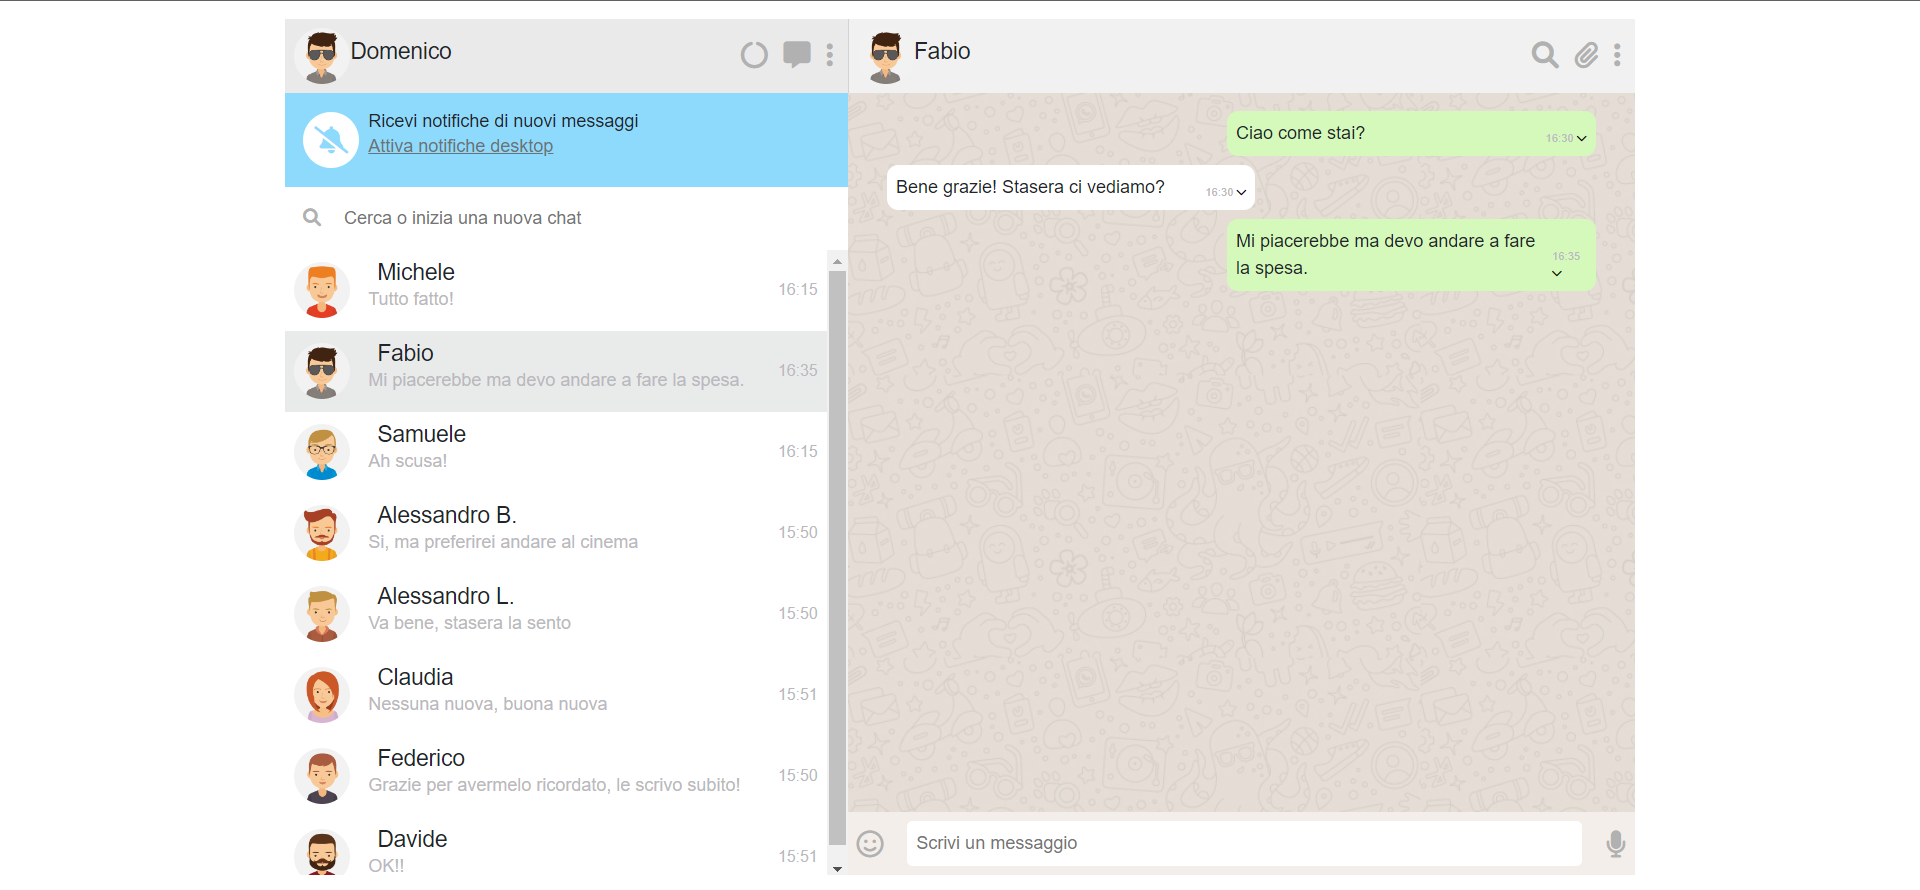 Domenico
Ricevi notifiche di nuovi messaggi
Attiva notifiche desktop
Cerca o inizia una nuova chat
Michele
Tutto fatto!
16:15
Fabio
Mi piacerebbe ma devo andare a fare la spesa.
16:35
Samuele
Ah scusa!
16:15
Alessandro B.
Si, ma preferirei andare al cinema
15:50
Alessandro L.
Va bene, stasera la sento
15:50
Claudia
Nessuna nuova, buona nuova
15:51
Federico
Grazie per avermelo ricordato, le scrivo subito!
15:50
Davide
OK!!
15:51
Fabio
Ciao come stai?
16:30
Bene grazie! Stasera ci vediamo?
16:30
Mi piacerebbe ma devo andare a fare
la spesa.
16:35
Scrivi un messaggio